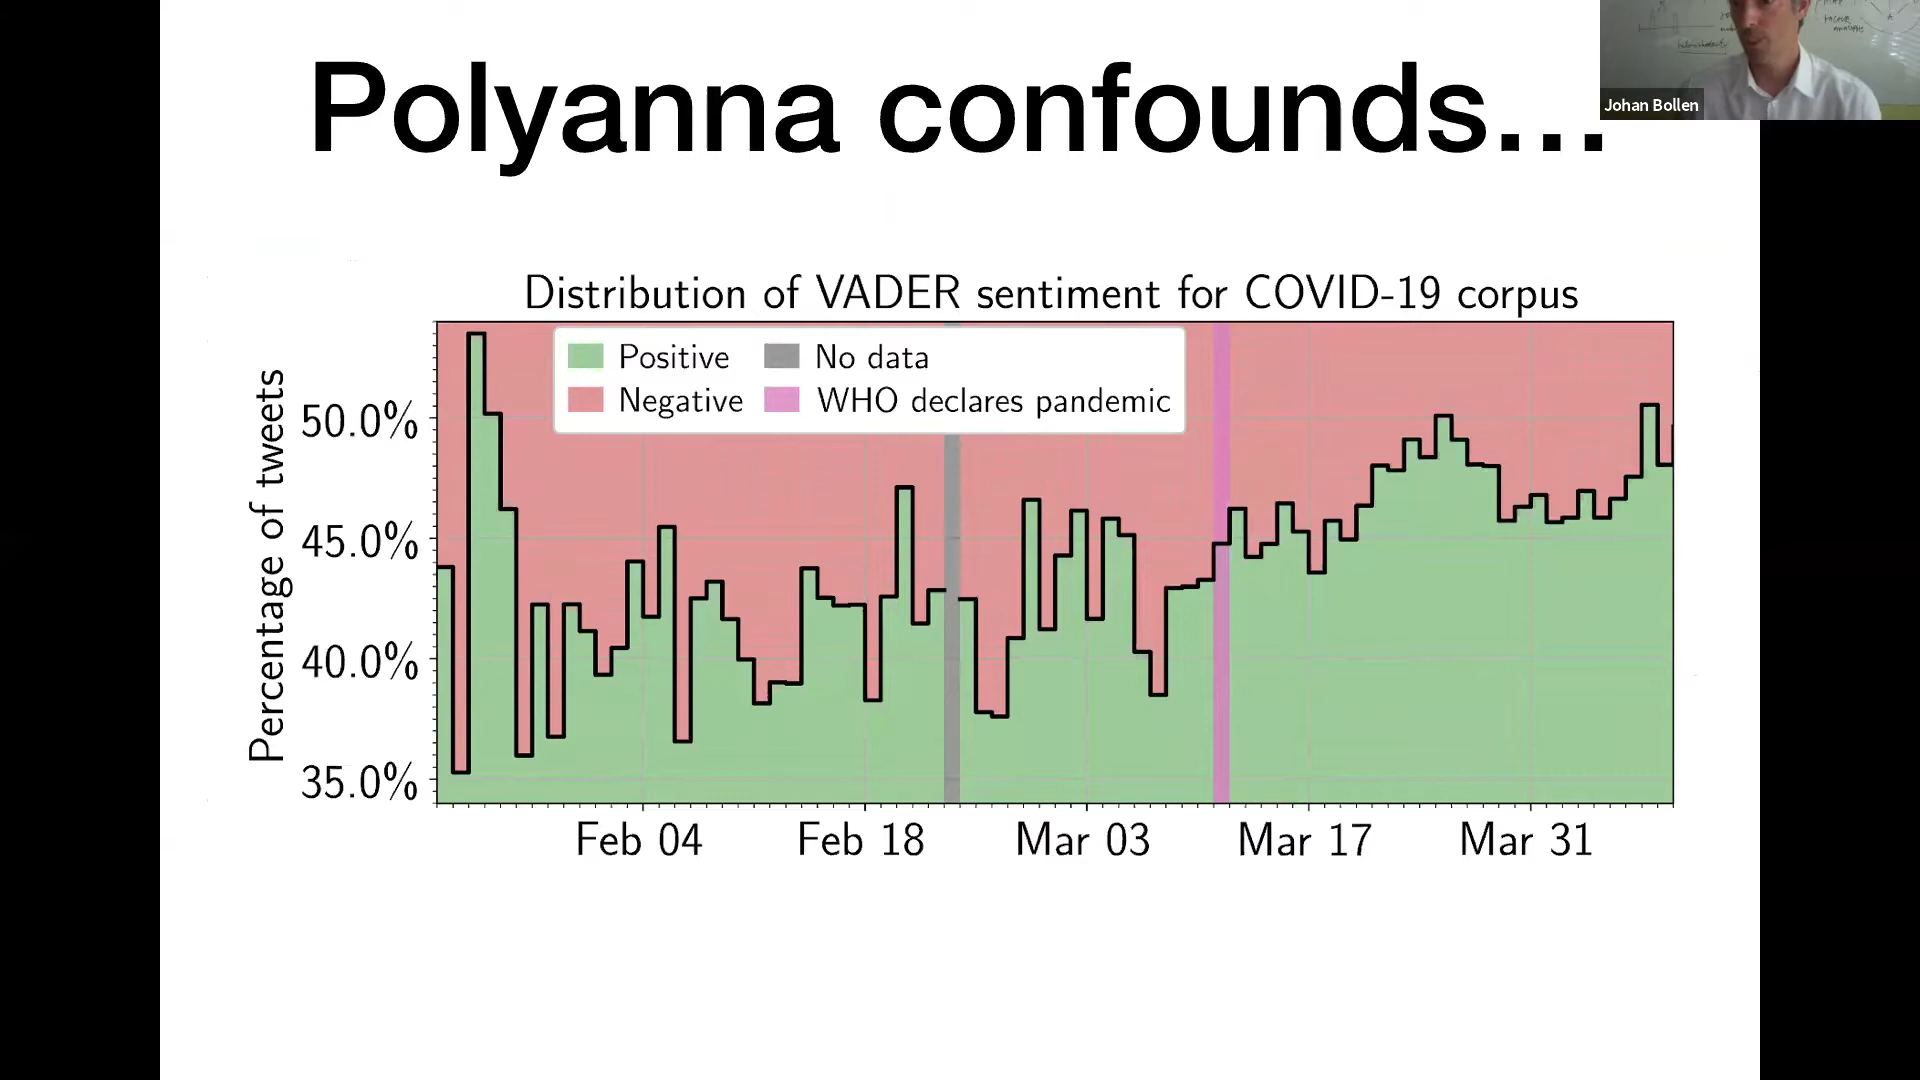 Polyanna confounds...
Johan Bollen
Distribution of VADER sentiment for COVID-19 corpus
Positive
No data
Negative
WHO declares pandemic
Percentage of tweets
50.0%
45.0%
40.0%
35.0%
Feb 04
Feb 18
Mar 03
Mar 17
Mar 31